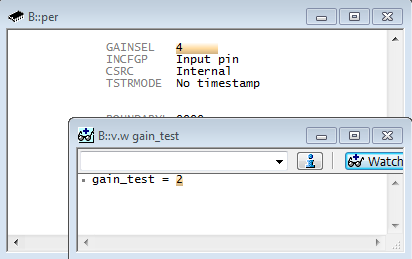 B::per
GAINSEL 4
INCFGP Input pin
CSRC Internal
TSTRMODE No timestamp
B::v.w gain_test
Watch
gain_test = 2